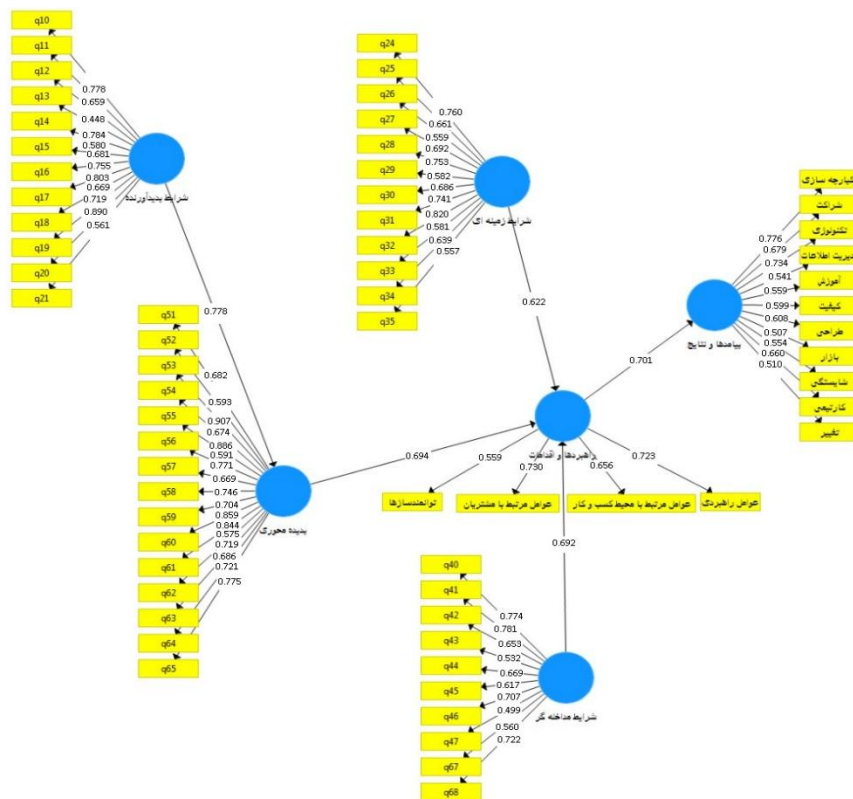 q10
q11
q12
q13
q14
q15
q16
q17
q18
q19
q20
q21
0.778
0.659
0.448
0.784
0.580
0.681
0.755
0.803
0.669
0.719
0.890
0.561
شرایط پدیدآورنده
0.778
q24
q25
q26
q27
q28
q29
q30
q31
q32
q33
q34
q35
0.760
0.661
0.559
0.692
0.753
0.582
0.686
0.741
0.820
0.581
0.639
0.557
شرایط زمینه ای
0.622
یکپارچه سازی
شراکت
تکنولوژی
مدیریت اطلاعات
آموزش
کیفیت
طراحی
بازار
شایستگی
کارتیمی
تغییر
0.776
0.679
0.734
0.541
0.559
0.599
0.608
0.507
0.554
0.660
0.510
پیامدها و نتایج
0.701
q51
q52
q53
q54
q55
q56
q57
q58
q59
q60
q61
q62
q63
q64
q65
0.682
0.593
0.907
0.674
0.886
0.591
0.771
0.669
0.746
0.704
0.859
0.844
0.575
0.719
0.686
0.721
0.775
پدیده محوری
0.694
راهبردها و اقدامات
0.559
0.730
0.656
0.723
توانمندسازها
عوامل مرتبط با مشتریان
عوامل مرتبط با محیط کسب و کار
عوامل راهبردی
0.692
q40
q41
q42
q43
q44
q45
q46
q47
q67
q68
0.774
0.781
0.653
0.532
0.669
0.617
0.707
0.499
0.560
0.722
شرایط مداخله گر